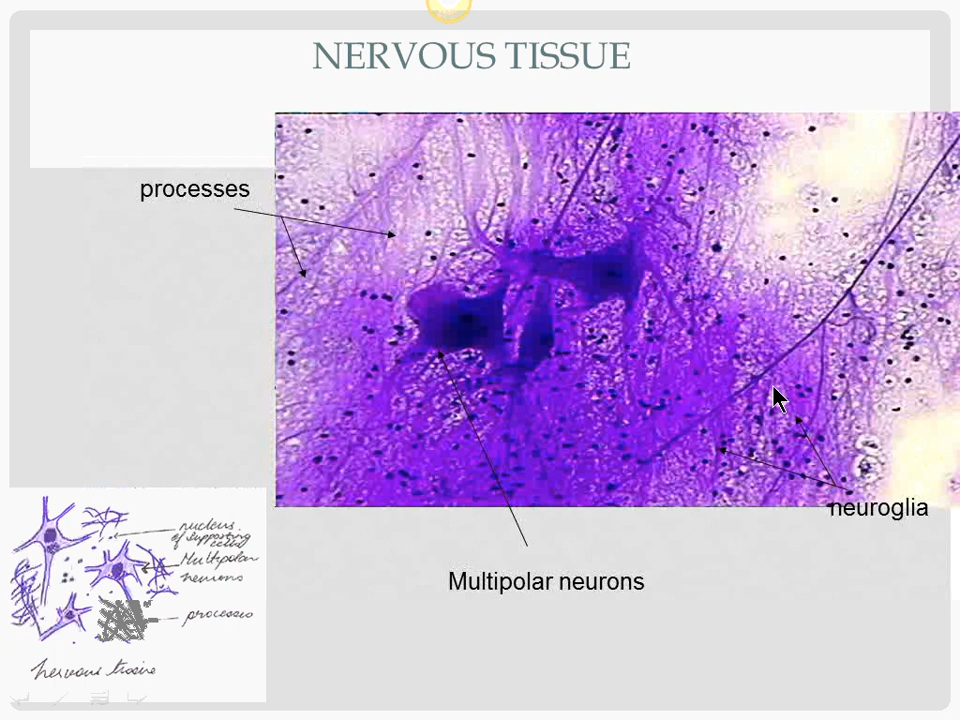 NERVOUS TISSUE
processes
neuroglia
Multipolar neurons
nucleus.
of supporting
cells
Multipolar
neurons
processes
nervous tissue